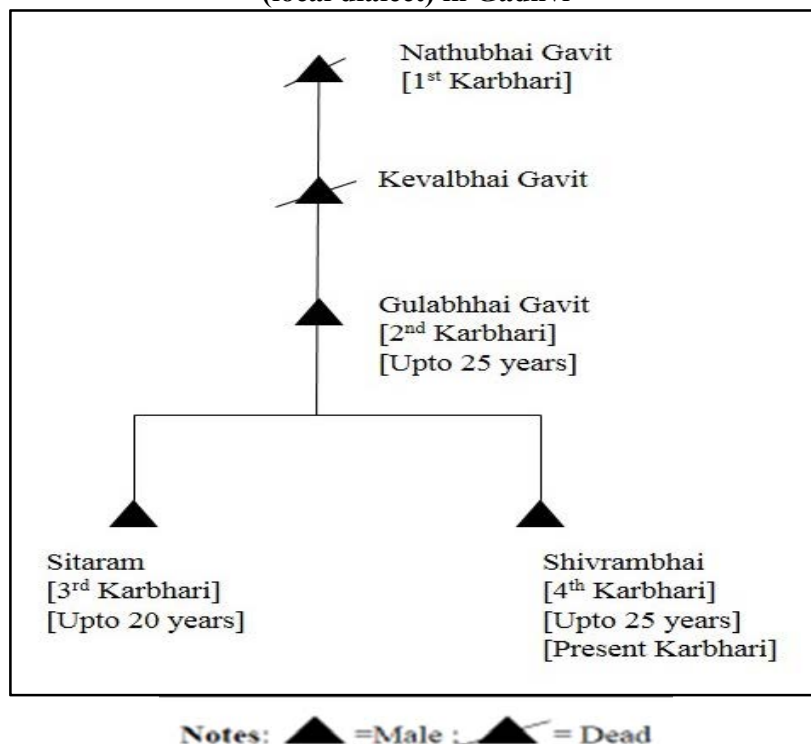 (local dialect) in Gadhvi
Nathubhai Gavit
[1st Karbhari]
Kevalbhai Gavit
Gulabhhai Gavit
[2nd Karbhari]
[Upto 25 years]
Sitaram
[3rd Karbhari]
[Upto 20 years]
Shivrambhai
[4th Karbhari]
[Upto 25 years]
[Present Karbhari]
Notes: =Male ; = Dead